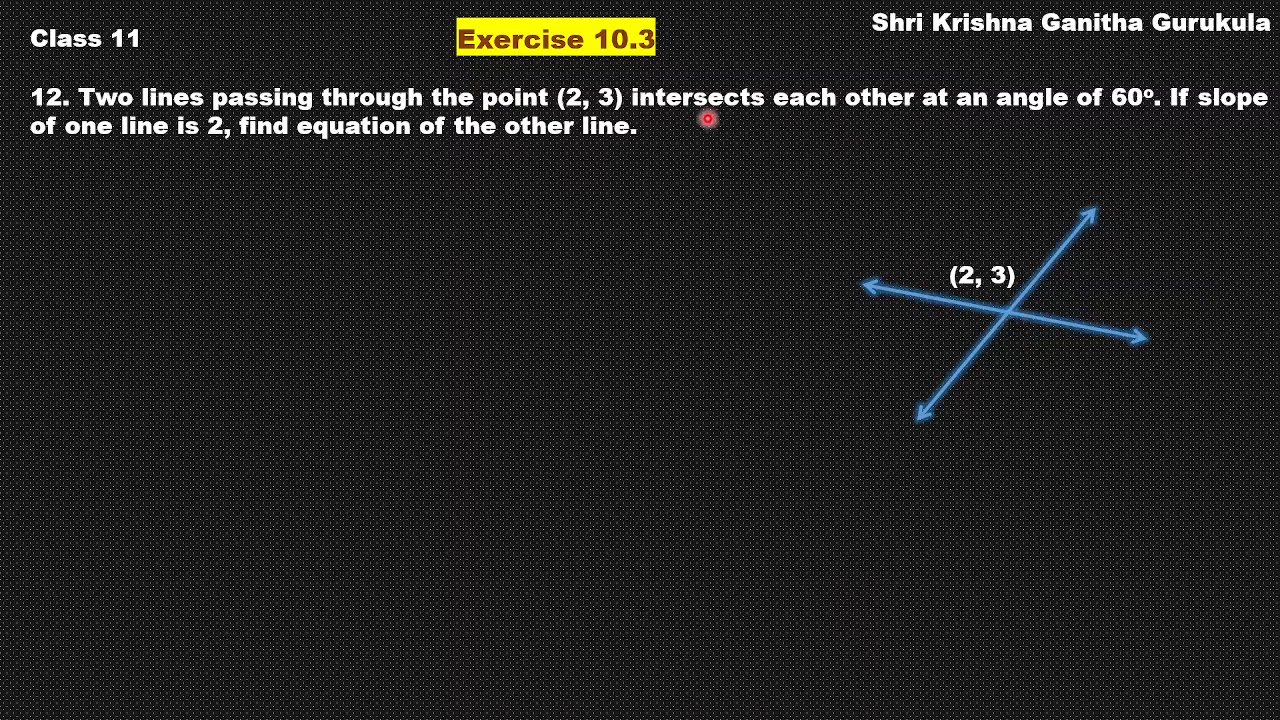 Class 11
Exercise 10.3
Shri Krishna Ganitha Gurukula
12. Two lines passing through the point (2, 3) intersects each other at an angle of 60º. If slope
of one line is 2, find equation of the other line.
(2, 3)